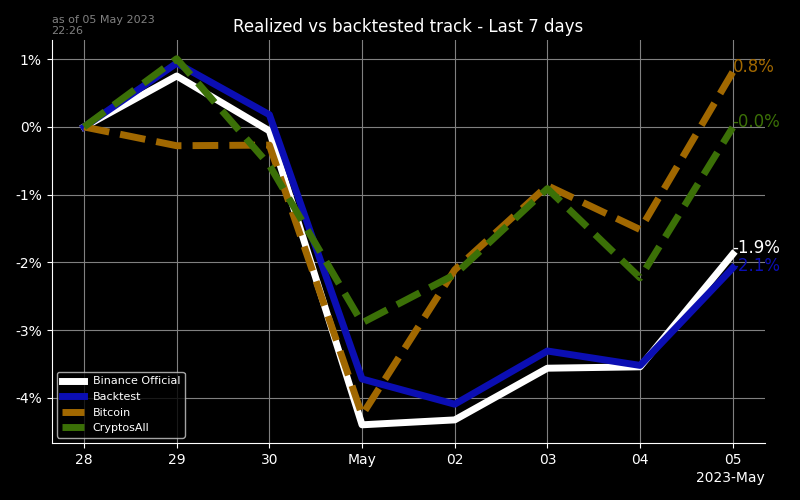 as of 05 May 2023
22:26
Realized vs backtested track - Last 7 days
1%
0%
-1%
-2%
-3%
-4%
0.8%
-0.0%
-1.9%
-2.1%
Binance Official
Backtest
Bitcoin
CryptosAll
28 29 30 May 02 03 04 05
2023-May